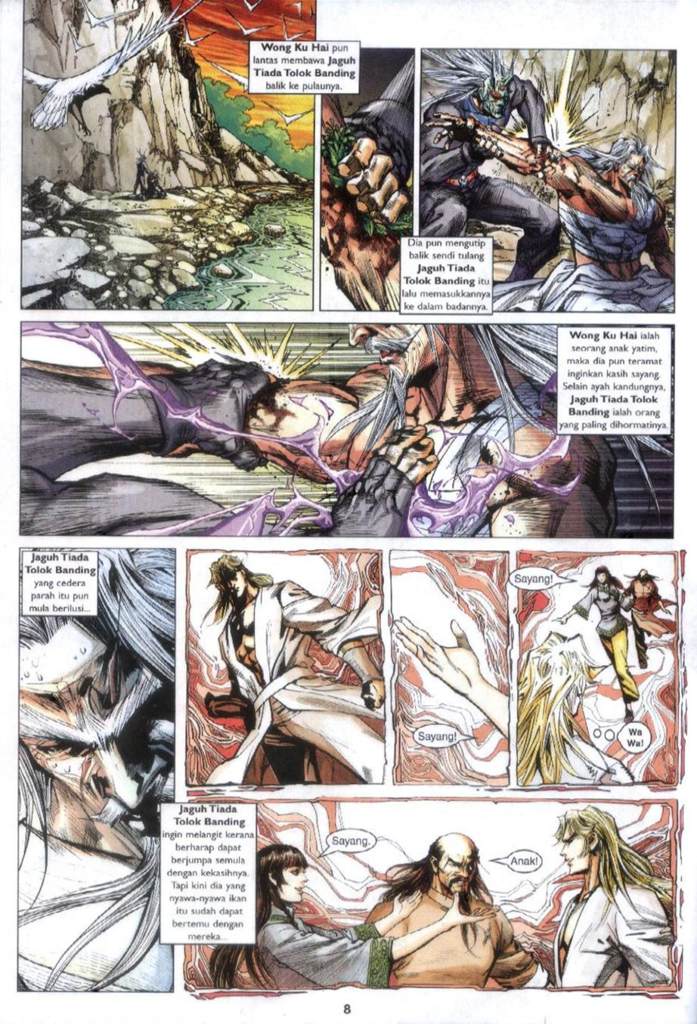 Wong Ku Hai pun
lantas membawa Jaguh
Tiada Tolok Banding
balik ke pulaunya.
Dia pun mengutip
balik sendi tulang
Jaguh Tiada
Tolok Banding itu
lalu memasukkannya
ke dalam badannya.
Wong Ku Hai ialah
seorang anak yatim,
maka dia pun teramat
inginkan kasih sayang.
Selain ayah kandungnya,
Jaguh Tiada Tolok
Banding ialah orang
yang paling dihormatinya.
Jaguh Tiada
Tolok Banding
yang cedera
parah itu pun
mula berilusi...
Sayang!
Sayang!
Wa
Wa!
Jaguh Tiada
Tolok Banding
ingin melangit kerana
berharap dapat
berjumpa semula
dengan kekasihnya.
Tapi kini dia yang
nyawa-nyawa ikan
itu sudah dapat
bertemu dengan
mereka...
Sayang.
Anak!
8